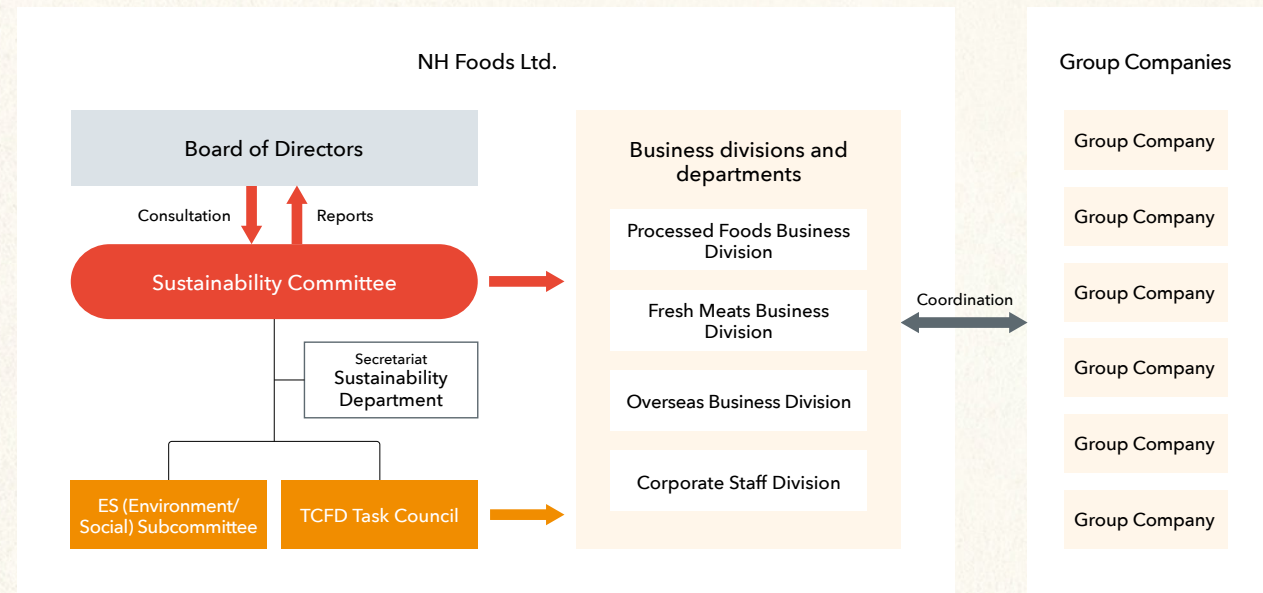 NH Foods Ltd.
Board of Directors
Consultation
Reports
Sustainability Committee
Secretariat
Sustainability
Department
ES (Environment/
Social) Subcommittee
TCFD Task Council
Business divisions and
departments
Processed Foods Business
Division
Fresh Meats Business
Division
Overseas Business Division
Corporate Staff Division
Coordination
Group Companies
Group Company
Group Company
Group Company
Group Company
Group Company
Group Company